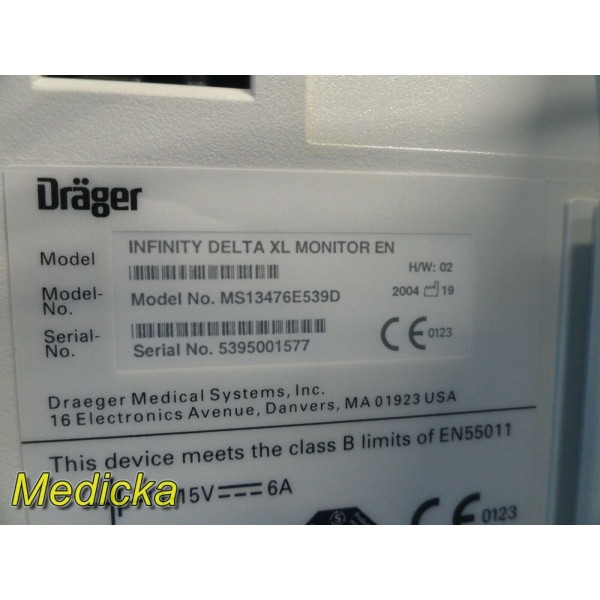 Dräger
Model
INFINITY DELTA XL MONITOR EN
H/W: 02
Model-No.
Model No. MS13476E539D
2004 19
Serial-No.
Serial No. 5395001577
CE 0123
Draeger Medical Systems, Inc.
16 Electronics Avenue, Danvers, MA 01923 USA
This device meets the class B limits of EN55011
Medicka
15V 6A
CE 0123